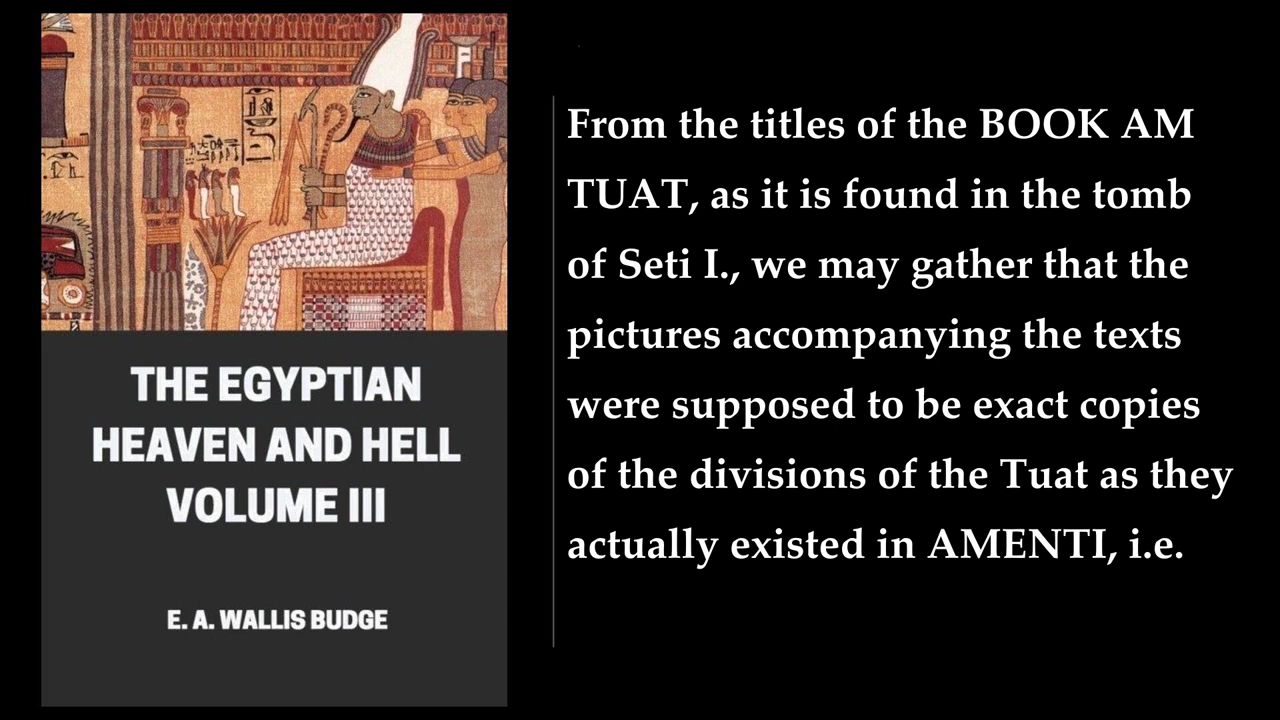 THE EGYPTIAN
HEAVEN AND HELL
VOLUME III
E. A. WALLIS BUDGE
From the titles of the BOOK AM
TUAT, as it is found in the tomb
of Seti I., we may gather that the
pictures accompanying the texts
were supposed to be exact copies
of the divisions of the Tuat as they
actually existed in AMENTI, i.e.